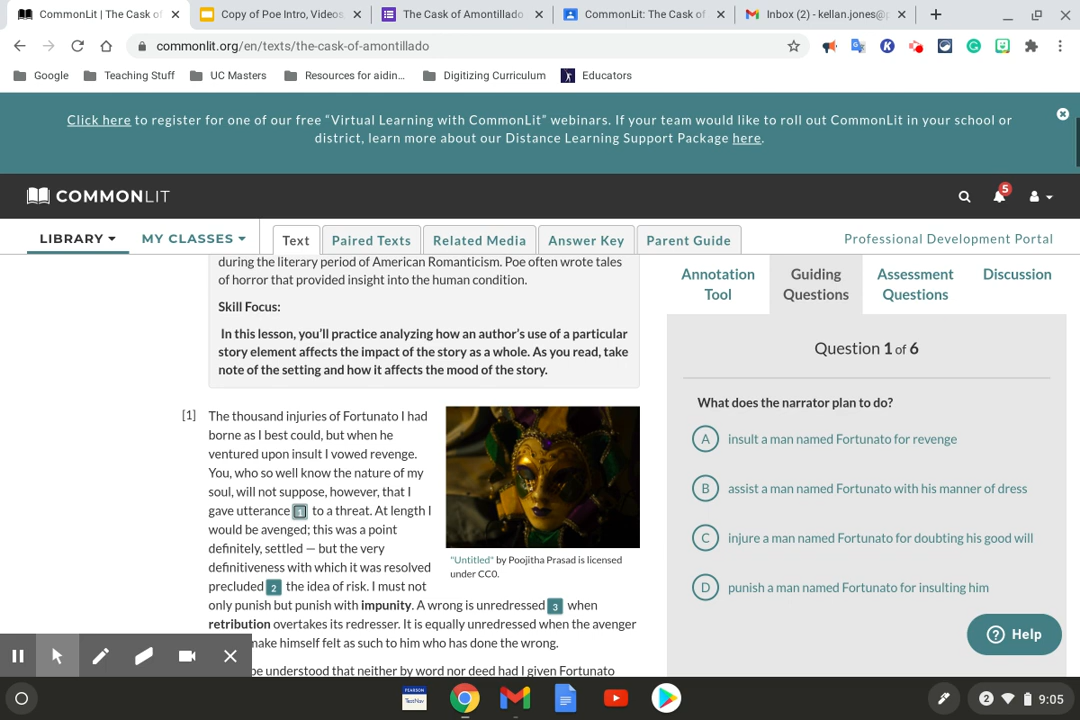 CommonLit | The Cask of
Copy of Poe Intro, Videos,
The Cask of Amontillado
CommonLit: The Cask of
Inbox (2) - kellan.jones@
commonlit.org/en/texts/the-cask-of-amontillado
Google
Teaching Stuff
UC Masters
Resources for aidin...
Digitizing Curriculum
Educators
Click here to register for one of our free “Virtual Learning with CommonLit” webinars. If your team would like to roll out CommonLit in your school or
district, learn more about our Distance Learning Support Package here.
COMMONLIT
5
LIBRARY
MY CLASSES
Text
Paired Texts
Related Media
Answer Key
Parent Guide
Professional Development Portal
during the literary period of American Romanticism. Poe often wrote tales
of horror that provided insight into the human condition.
Skill Focus:
In this lesson, you’ll practice analyzing how an author’s use of a particular
story element affects the impact of the story as a whole. As you read, take
note of the setting and how it affects the mood of the story.
[1] The thousand injuries of Fortunato I had
borne as I best could, but when he
ventured upon insult I vowed revenge.
You, who so well know the nature of my
soul, will not suppose, however, that I
gave utterance 1 to a threat. At length I
would be avenged; this was a point
definitely, settled — but the very
definitiveness with which it was resolved
precluded 2 the idea of risk. I must not
only punish but punish with impunity. A wrong is unredressed 3 when
retribution overtakes its redresser. It is equally unredressed when the avenger
make himself felt as such to him who has done the wrong.
be understood that neither by word nor deed had I given Fortunato
"Untitled" by Poojitha Prasad is licensed
under CC0.
Annotation
Tool
Guiding
Questions
Assessment
Questions
Discussion
Question 1 of 6
What does the narrator plan to do?
A insult a man named Fortunato for revenge
B assist a man named Fortunato with his manner of dress
C injure a man named Fortunato for doubting his good will
D punish a man named Fortunato for insulting him
Help
PEARSON
TestNav
2
9:05